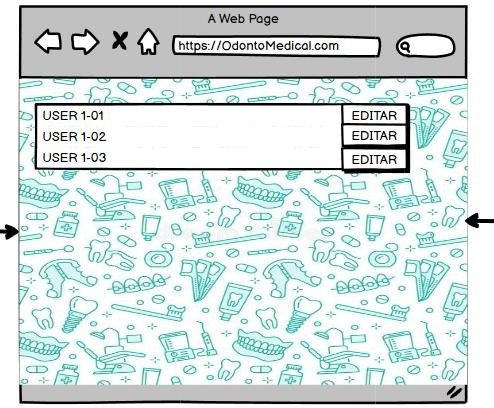 A Web Page
https://OdontoMedical.com
USER 1-01 EDITAR
USER 1-02 EDITAR
USER 1-03 EDITAR